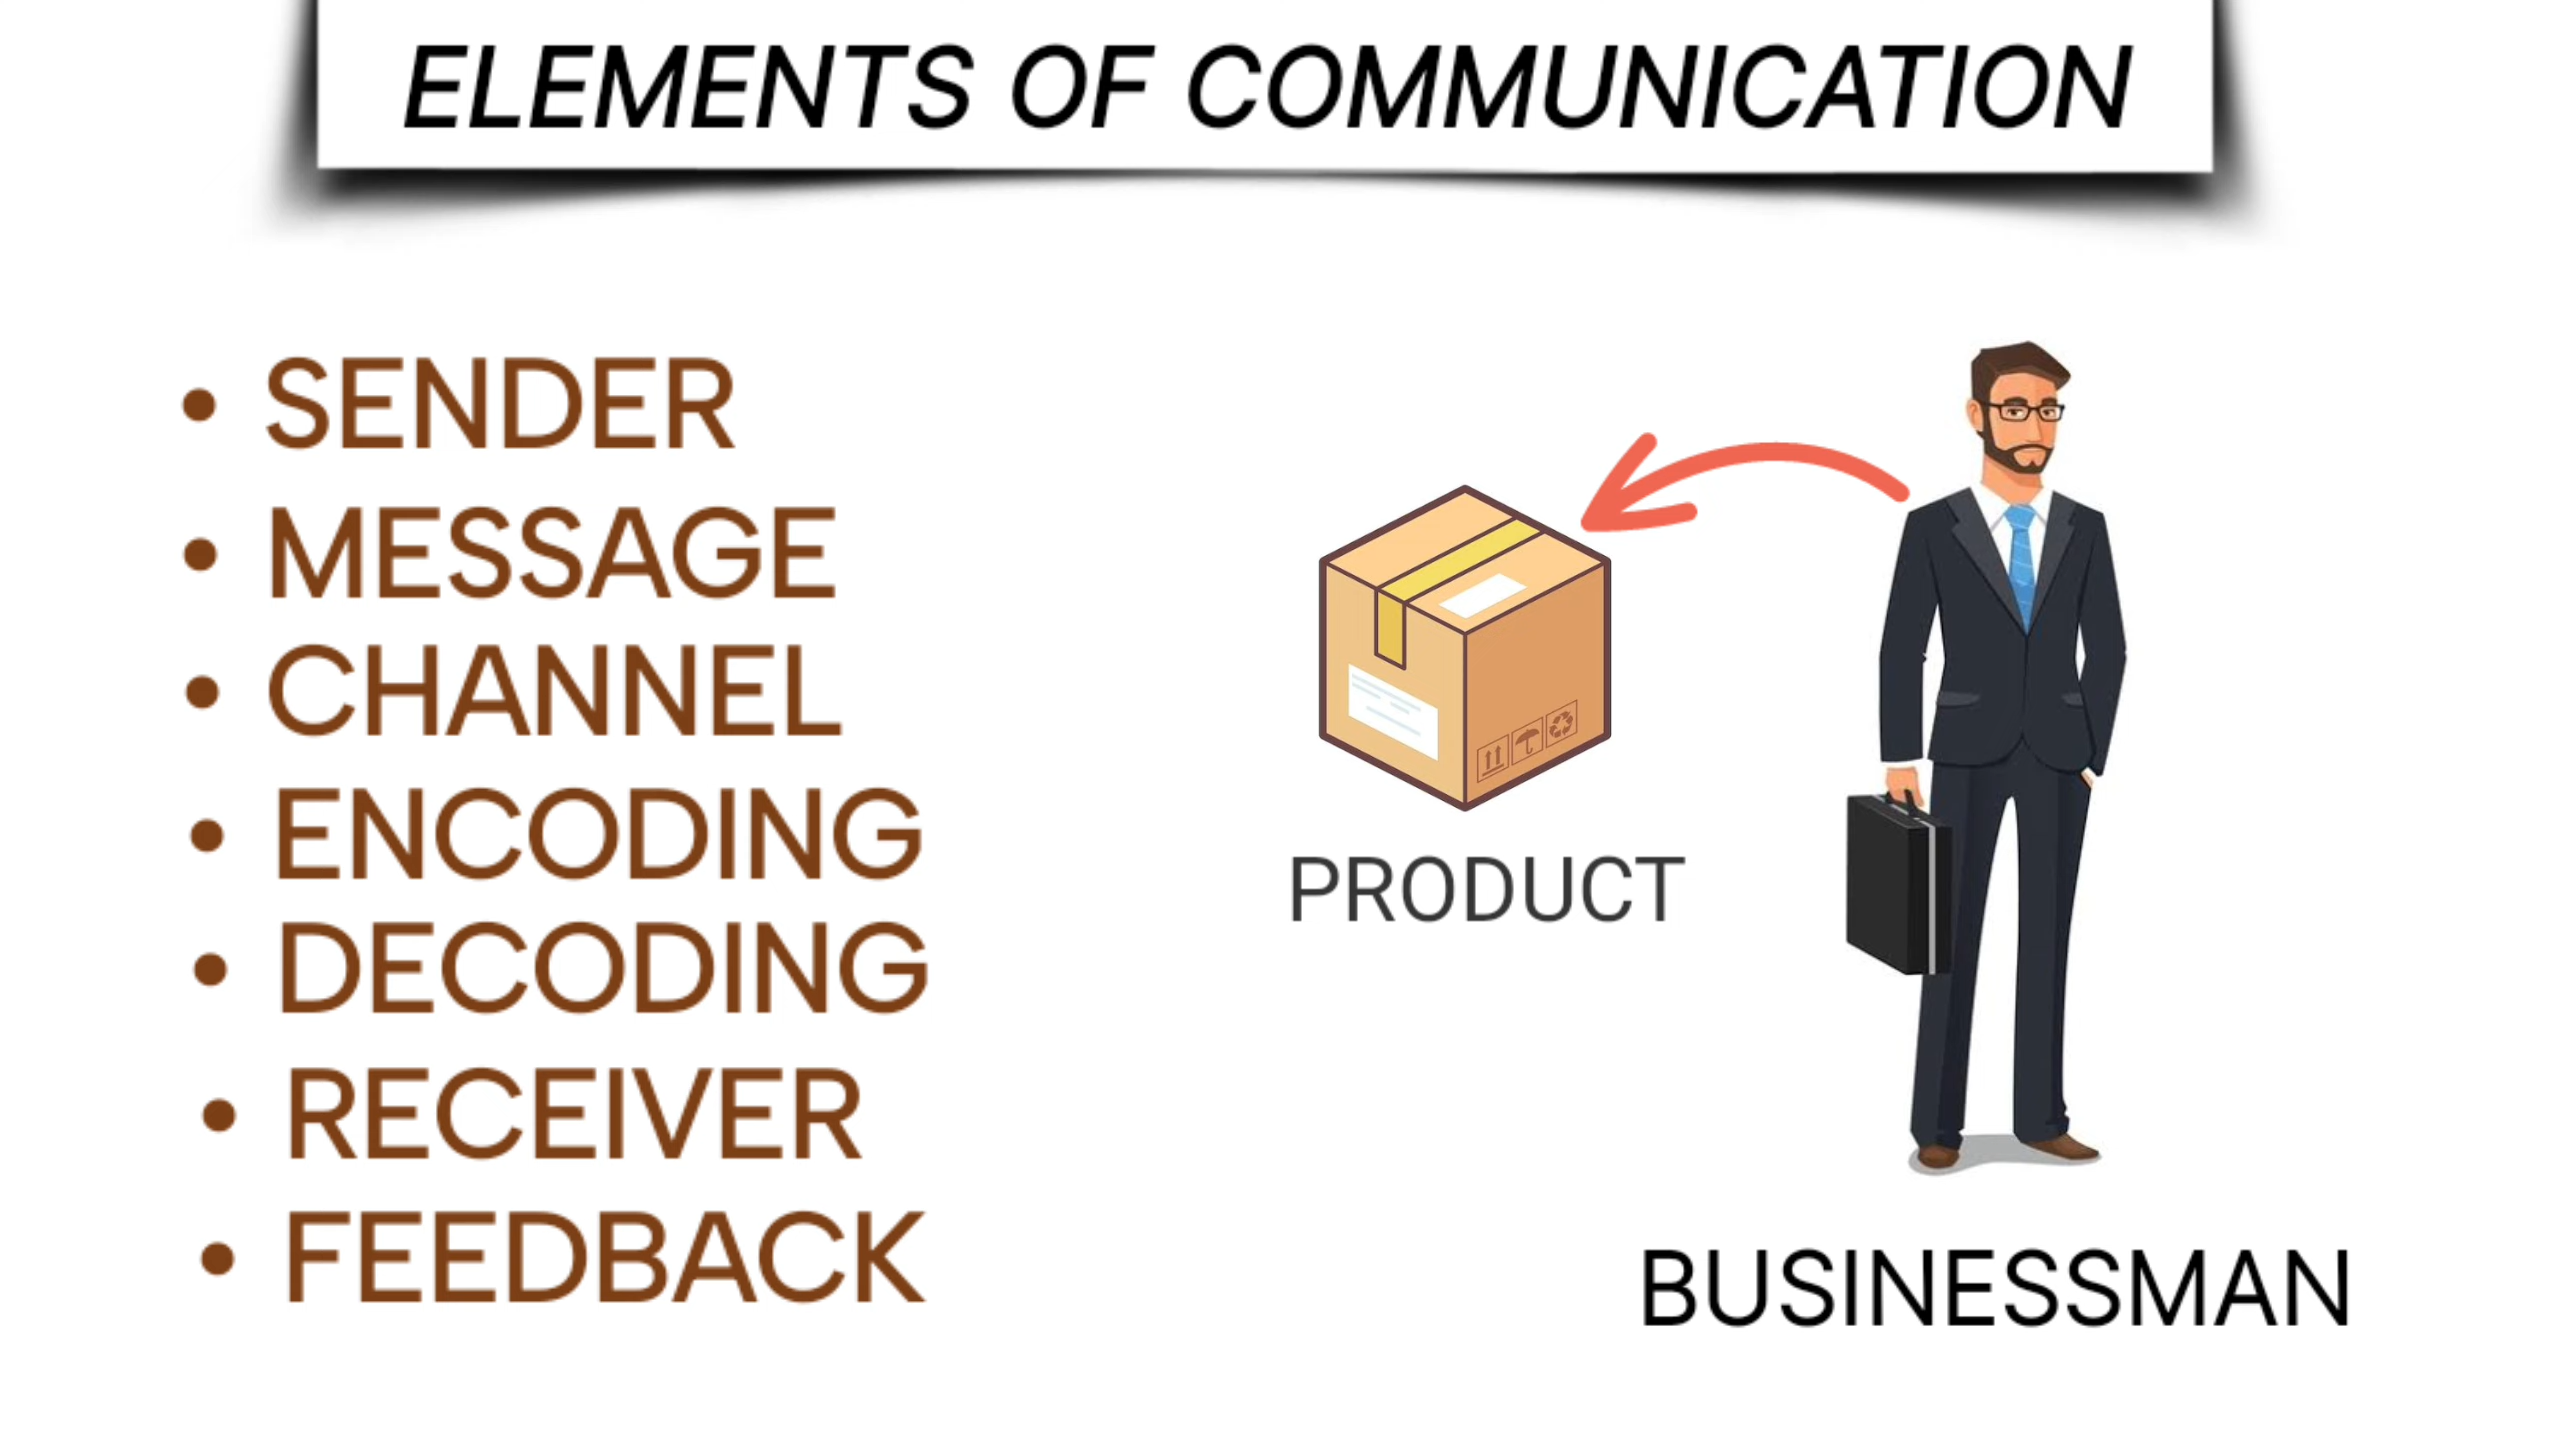 ELEMENTS OF COMMUNICATION
• SENDER
• MESSAGE
• CHANNEL
• ENCODING
• DECODING
• RECEIVER
• FEEDBACK
PRODUCT
BUSINESSMAN